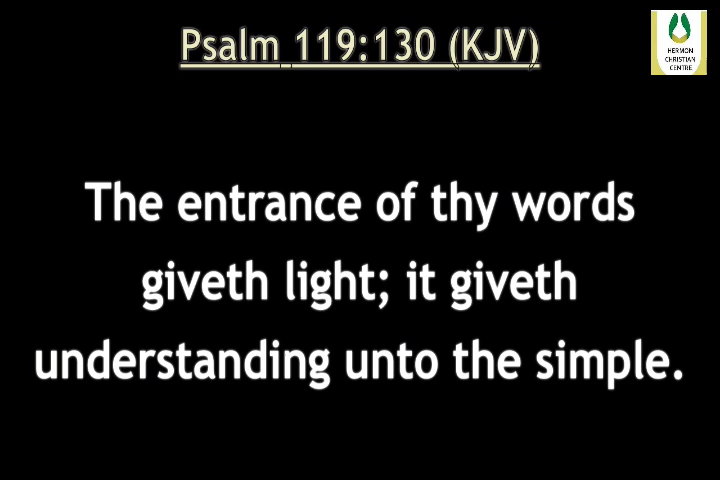 Psalm 119:130 (KJV)
HERMON
CHRISTIAN
CENTRE
The entrance of thy words
giveth light; it giveth
understanding unto the simple.